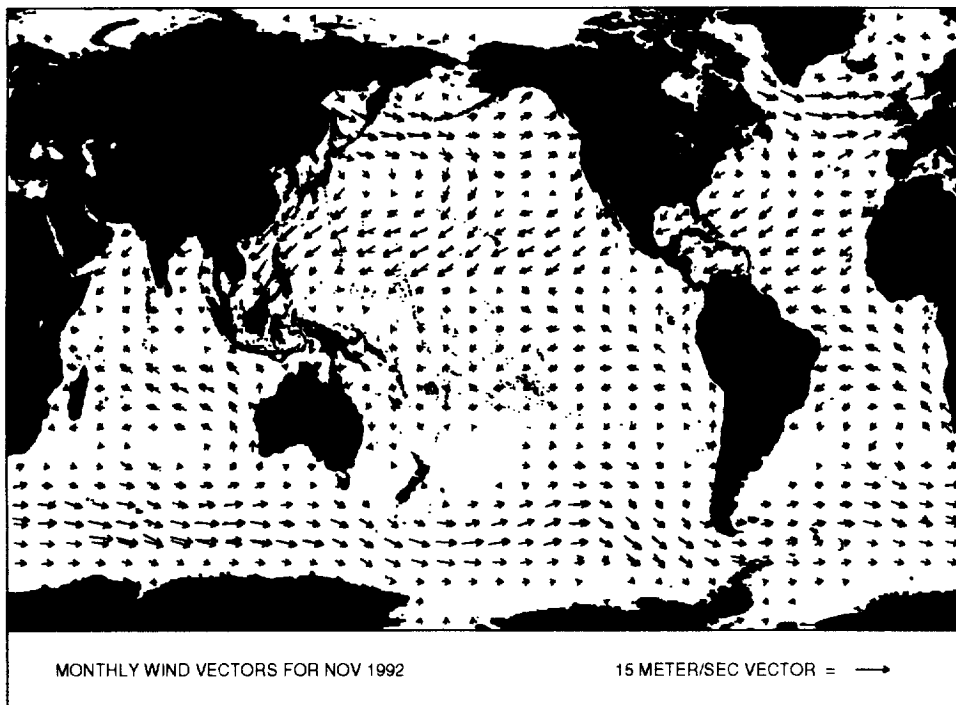 MONTHLY WIND VECTORS FOR NOV 1992
15 METER/SEC VECTOR =